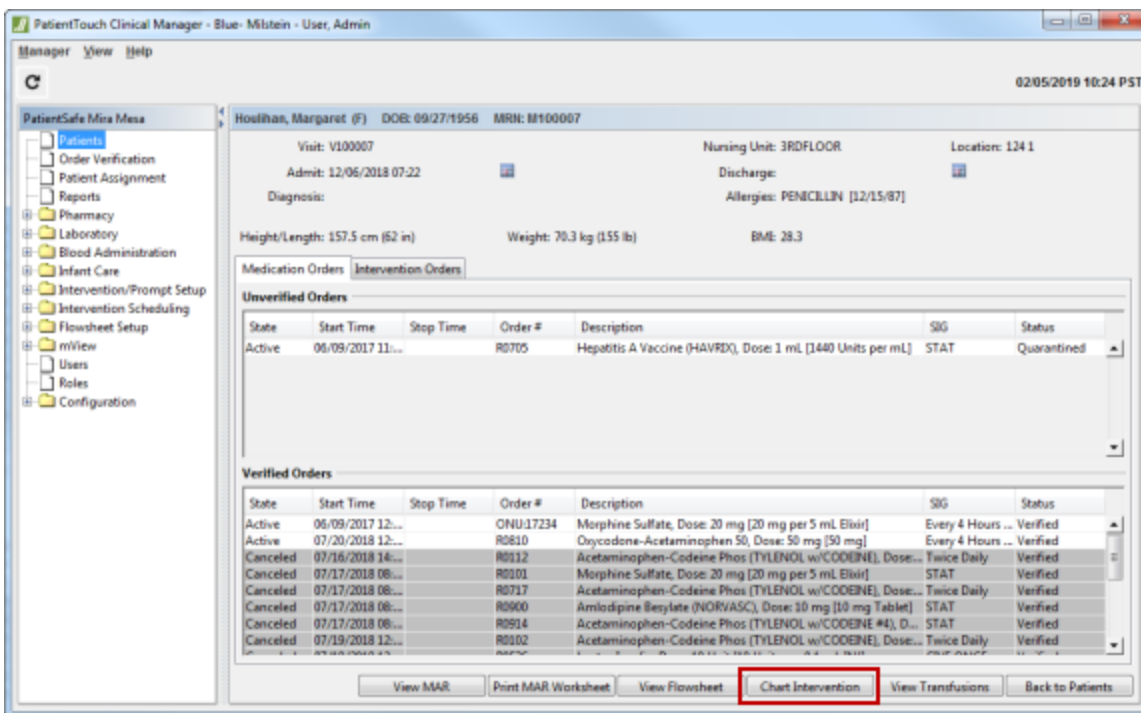 PatientTouch Clinical Manager - Blue- Milstein - User, Admin
Manager View Help
02/05/2019 10:24 PST
PatientSafe Mira Mesa
Patients
Order Verification
Patient Assignment
Reports
Pharmacy
Laboratory
Blood Administration
Infant Care
Intervention/Prompt Setup
Intervention Scheduling
Flowsheet Setup
mView
Users
Roles
Configuration
Houlihan, Margaret (F) DOB: 09/27/1956 MRN: M100007
Visit: V100007 Nursing Unit: 3RDFLOOR Location: 124 1
Admit: 12/06/2018 07:22 Discharge:
Diagnosis: Allergies: PENICILLIN [12/15/87]
Height/Length: 157.5 cm (62 in) Weight: 70.3 kg (155 lb) BMI: 28.3
Medication Orders Intervention Orders
Unverified Orders
State Start Time Stop Time Order # Description SIG Status
Active 06/09/2017 11:... R0705 Hepatitis A Vaccine (HAVRIX), Dose: 1 mL [1440 Units per mL] STAT Quarantined
Verified Orders
State Start Time Stop Time Order # Description SIG Status
Active 06/09/2017 12:... ONU:17234 Morphine Sulfate, Dose: 20 mg [20 mg per 5 mL Elixir] Every 4 Hours ... Verified
Active 07/20/2018 12:... R0810 Oxycodone-Acetaminophen 50, Dose: 50 mg [50 mg] Every 4 Hours ... Verified
Canceled 07/16/2018 14:... R0112 Acetaminophen-Codeine Phos (TYLENOL w/CODEINE), Dose:... Twice Daily Verified
Canceled 07/17/2018 08:... R0101 Morphine Sulfate, Dose: 20 mg [20 mg per 5 mL Elixir] STAT Verified
Canceled 07/17/2018 08:... R0717 Acetaminophen-Codeine Phos (TYLENOL w/CODEINE), Dose:... Twice Daily Verified
Canceled 07/17/2018 08:... R0900 Amlodipine Besylate (NORVASC), Dose: 10 mg [10 mg Tablet] STAT Verified
Canceled 07/17/2018 08:... R0914 Acetaminophen-Codeine Phos (TYLENOL w/CODEINE #4), D... STAT Verified
Canceled 07/19/2018 12:... R0102 Acetaminophen-Codeine Phos (TYLENOL w/CODEINE), Dose:... Twice Daily Verified
View MAR Print MAR Worksheet View Flowsheet Chart Intervention View Transfusions Back to Patients